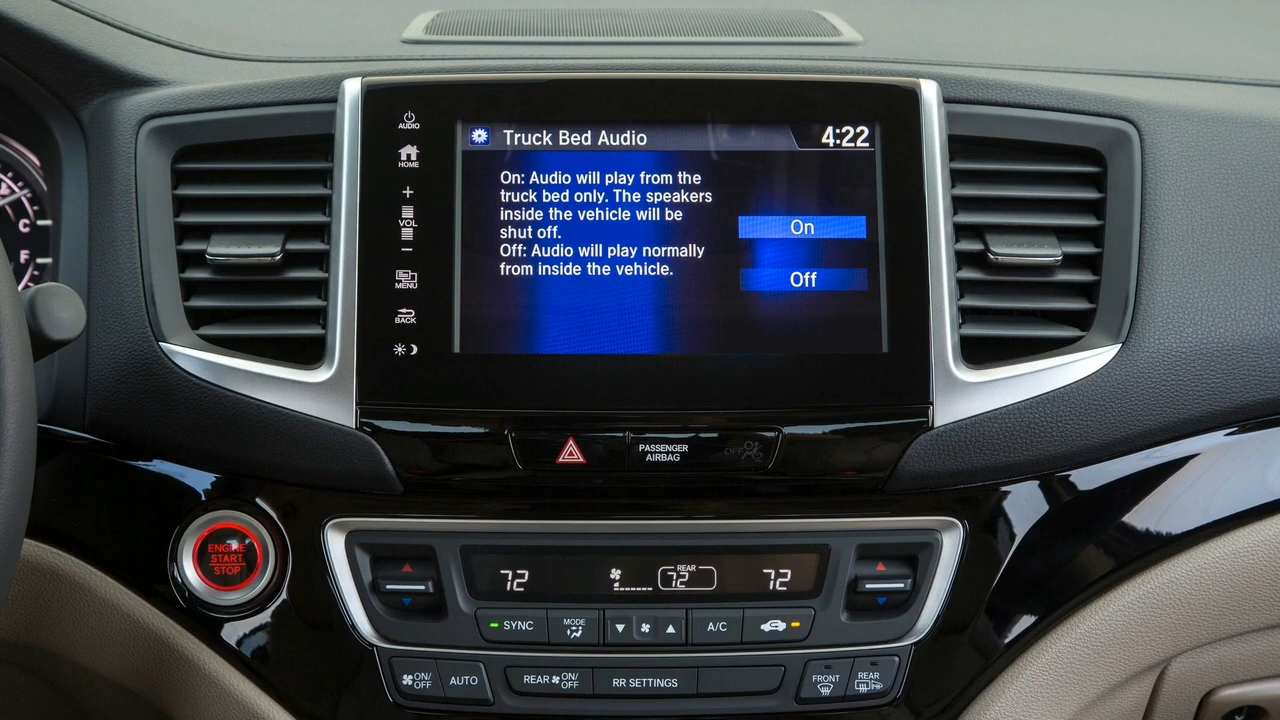 AUDIO
Truck Bed Audio
4:22
HOME
On: Audio will play from the
truck bed only. The speakers
inside the vehicle will be
shut off.
Off: Audio will play normally
from inside the vehicle.
On
Off
+
VOL
-
MENU
BACK
C
F
PASSENGER
AIRBAG
OFF
ENGINE
START
STOP
72
REAR
72
72
SYNC
MODE
A/C
ON/
OFF
AUTO
REAR ON/
OFF
RR SETTINGS
FRONT
REAR